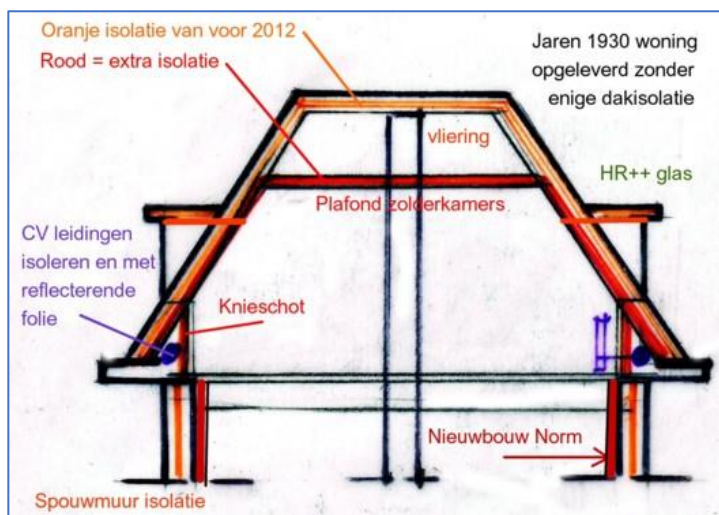 Oranje isolatie van voor 2012
Rood = extra isolatie
Jaren 1930 woning
opgeleverd zonder
enige dakisolatie
vliering
HR++ glas
Plafond zolderkamers
CV leidingen
isoleren en met
reflecterende
folie
Knieschot
Nieuwbouw Norm
Spouwmuur isolatie